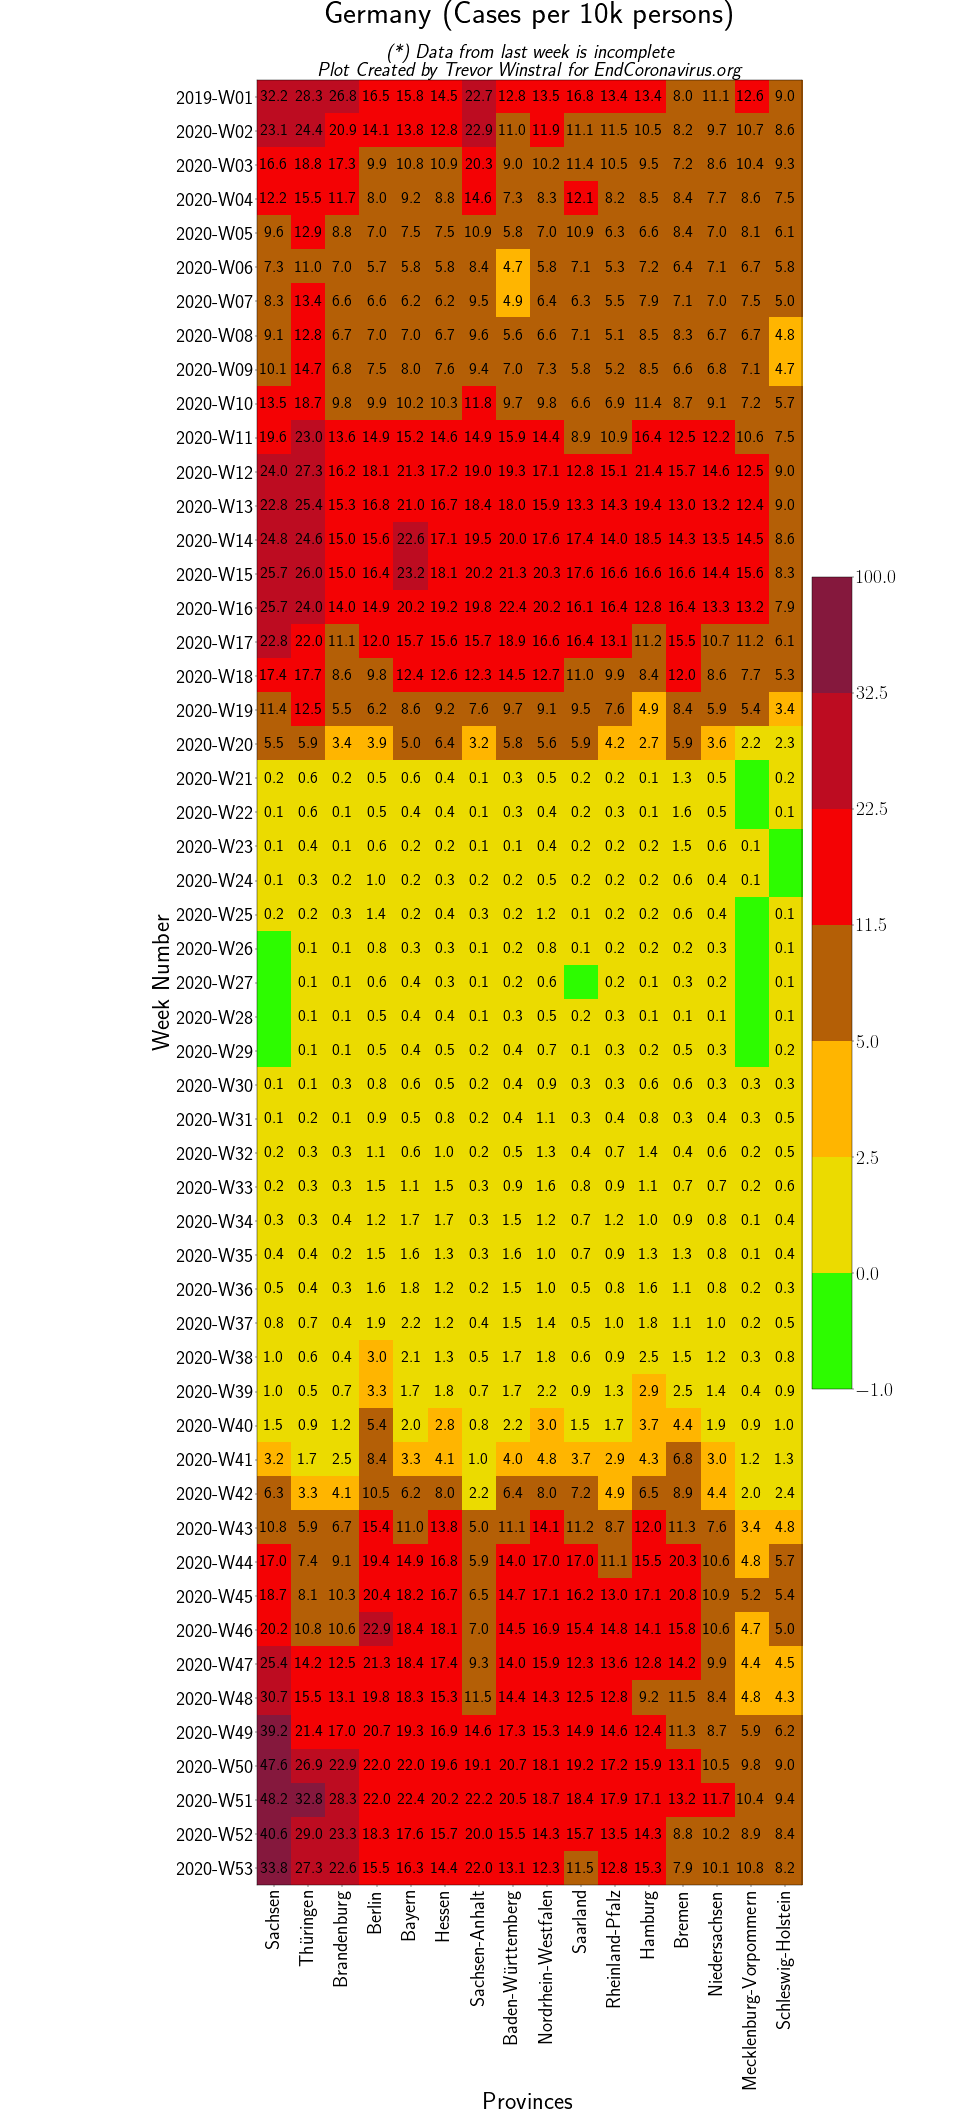 Germany (Cases per 10k persons)
(*) Data from last week is incomplete
Plot Created by Trevor Winstral for EndCoronavirus.org
2019-W01 32.2 28.3 26.8 16.5 15.8 14.5 22.7 12.8 13.5 16.8 13.4 13.4 8.0 11.1 12.6 9.0
2020-W02 23.1 24.4 20.9 14.1 13.8 12.8 22.9 11.0 11.9 11.1 11.5 10.5 8.2 9.7 10.7 8.6
2020-W03 16.6 18.8 17.3 9.9 10.8 10.9 20.3 9.0 10.2 11.4 10.5 9.5 7.2 8.6 10.4 9.3
2020-W04 12.2 15.5 11.7 8.0 9.2 8.8 14.6 7.3 8.3 12.1 8.2 8.5 8.4 7.7 8.6 7.5
2020-W05 9.6 12.9 8.8 7.0 7.5 7.5 10.9 5.8 7.0 10.9 6.3 6.6 8.4 7.0 8.1 6.1
2020-W06 7.3 11.0 7.0 5.7 5.8 5.8 8.4 4.7 5.8 7.1 5.3 7.2 6.4 7.1 6.7 5.8
2020-W07 8.3 13.4 6.6 6.6 6.2 6.2 9.5 4.9 6.4 6.3 5.5 7.9 7.1 7.0 7.5 5.0
2020-W08 9.1 12.8 6.7 7.0 7.0 6.7 9.6 5.6 6.6 7.1 5.1 8.5 8.3 6.7 6.7 4.8
2020-W09 10.1 14.7 6.8 7.5 8.0 7.6 9.4 7.0 7.3 5.8 5.2 8.5 6.6 6.8 7.1 4.7
2020-W10 13.5 18.7 9.8 9.9 10.2 10.3 11.8 9.7 9.8 6.6 6.9 11.4 8.7 9.1 7.2 5.7
2020-W11 19.6 23.0 13.6 14.9 15.2 14.6 14.9 15.9 14.4 8.9 10.9 16.4 12.5 12.2 10.6 7.5
2020-W12 24.0 27.3 16.2 18.1 21.3 17.2 19.0 19.3 17.1 12.8 15.1 21.4 15.7 14.6 12.5 9.0
2020-W13 22.8 25.4 15.3 16.8 21.0 16.7 18.4 18.0 15.9 13.3 14.3 19.4 13.0 13.2 12.4 9.0
2020-W14 24.8 24.6 15.0 15.6 22.6 17.1 19.5 20.0 17.6 17.4 14.0 18.5 14.3 13.5 14.5 8.6
2020-W15 25.7 26.0 15.0 16.4 23.2 18.1 20.2 21.3 20.3 17.6 16.6 16.6 16.6 14.4 15.6 8.3
2020-W16 25.7 24.0 14.0 14.9 20.2 19.2 19.8 22.4 20.2 16.1 16.4 12.8 16.4 13.3 13.2 7.9
2020-W17 22.8 22.0 11.1 12.0 15.7 15.6 15.7 18.9 16.6 16.4 13.1 11.2 15.5 10.7 11.2 6.1
2020-W18 17.4 17.7 8.6 9.8 12.4 12.6 12.3 14.5 12.7 11.0 9.9 8.4 12.0 8.6 7.7 5.3
2020-W19 11.4 12.5 5.5 6.2 8.6 9.2 7.6 9.7 9.1 9.5 7.6 4.9 8.4 5.9 5.4 3.4
2020-W20 5.5 5.9 3.4 3.9 5.0 6.4 3.2 5.8 5.6 5.9 4.2 2.7 5.9 3.6 2.2 2.3
2020-W21 0.2 0.6 0.2 0.5 0.6 0.4 0.1 0.3 0.5 0.2 0.2 0.1 1.3 0.5 0.2
2020-W22 0.1 0.6 0.1 0.5 0.4 0.4 0.1 0.3 0.4 0.2 0.3 0.1 1.6 0.5 0.1
2020-W23 0.1 0.4 0.1 0.6 0.2 0.2 0.1 0.1 0.4 0.2 0.2 0.2 1.5 0.6 0.1
2020-W24 0.1 0.3 0.2 1.0 0.2 0.3 0.2 0.2 0.5 0.2 0.2 0.2 0.6 0.4 0.1
2020-W25 0.2 0.2 0.3 1.4 0.2 0.4 0.3 0.2 1.2 0.1 0.2 0.2 0.6 0.4 0.1
2020-W26 0.1 0.1 0.8 0.3 0.3 0.1 0.2 0.8 0.1 0.2 0.2 0.2 0.3 0.1
2020-W27 0.1 0.1 0.6 0.4 0.3 0.1 0.2 0.6 0.2 0.1 0.3 0.2 0.1
2020-W28 0.1 0.1 0.5 0.4 0.4 0.1 0.3 0.5 0.2 0.3 0.1 0.1 0.1 0.1
2020-W29 0.1 0.1 0.5 0.4 0.5 0.2 0.4 0.7 0.1 0.3 0.2 0.5 0.3 0.2
2020-W30 0.1 0.1 0.3 0.8 0.6 0.5 0.2 0.4 0.9 0.3 0.3 0.6 0.6 0.3 0.3 0.3
2020-W31 0.1 0.2 0.1 0.9 0.5 0.8 0.2 0.4 1.1 0.3 0.4 0.8 0.3 0.4 0.3 0.5
2020-W32 0.2 0.3 0.3 1.1 0.6 1.0 0.2 0.5 1.3 0.4 0.7 1.4 0.4 0.6 0.2 0.5
2020-W33 0.2 0.3 0.3 1.5 1.1 1.5 0.3 0.9 1.6 0.8 0.9 1.1 0.7 0.7 0.2 0.6
2020-W34 0.3 0.3 0.4 1.2 1.7 1.7 0.3 1.5 1.2 0.7 1.2 1.0 0.9 0.8 0.1 0.4
2020-W35 0.4 0.4 0.2 1.5 1.6 1.3 0.3 1.6 1.0 0.7 0.9 1.3 1.3 0.8 0.1 0.4
2020-W36 0.5 0.4 0.3 1.6 1.8 1.2 0.2 1.5 1.0 0.5 0.8 1.6 1.1 0.8 0.2 0.3
2020-W37 0.8 0.7 0.4 1.9 2.2 1.2 0.4 1.5 1.4 0.5 1.0 1.8 1.1 1.0 0.2 0.5
2020-W38 1.0 0.6 0.4 3.0 2.1 1.3 0.5 1.7 1.8 0.6 0.9 2.5 1.5 1.2 0.3 0.8
2020-W39 1.0 0.5 0.7 3.3 1.7 1.8 0.7 1.7 2.2 0.9 1.3 2.9 2.5 1.4 0.4 0.9
2020-W40 1.5 0.9 1.2 5.4 2.0 2.8 0.8 2.2 3.0 1.5 1.7 3.7 4.4 1.9 0.9 1.0
2020-W41 3.2 1.7 2.5 8.4 3.3 4.1 1.0 4.0 4.8 3.7 2.9 4.3 6.8 3.0 1.2 1.3
2020-W42 6.3 3.3 4.1 10.5 6.2 8.0 2.2 6.4 8.0 7.2 4.9 6.5 8.9 4.4 2.0 2.4
2020-W43 10.8 5.9 6.7 15.4 11.0 13.8 5.0 11.1 14.1 11.2 8.7 12.0 11.3 7.6 3.4 4.8
2020-W44 17.0 7.4 9.1 19.4 14.9 16.8 5.9 14.0 17.0 17.0 11.1 15.5 20.3 10.6 4.8 5.7
2020-W45 18.7 8.1 10.3 20.4 18.2 16.7 6.5 14.7 17.1 16.2 13.0 17.1 20.8 10.9 5.2 5.4
2020-W46 20.2 10.8 10.6 22.9 18.4 18.1 7.0 14.5 16.9 15.4 14.8 14.1 15.8 10.6 4.7 5.0
2020-W47 25.4 14.2 12.5 21.3 18.4 17.4 9.3 14.0 15.9 12.3 13.6 12.8 14.2 9.9 4.4 4.5
2020-W48 30.7 15.5 13.1 19.8 18.3 15.3 11.5 14.4 14.3 12.5 12.8 9.2 11.5 8.4 4.8 4.3
2020-W49 39.2 21.4 17.0 20.7 19.3 16.9 14.6 17.3 15.3 14.9 14.6 12.4 11.3 8.7 5.9 6.2
2020-W50 47.6 26.9 22.9 22.0 22.0 19.6 19.1 20.7 18.1 19.2 17.2 15.9 13.1 10.5 9.8 9.0
2020-W51 48.2 32.8 28.3 22.0 22.4 20.2 22.2 20.5 18.7 18.4 17.9 17.1 13.2 11.7 10.4 9.4
2020-W52 40.6 29.0 23.3 18.3 17.6 15.7 20.0 15.5 14.3 15.7 13.5 14.3 8.8 10.2 8.9 8.4
2020-W53 33.8 27.3 22.6 15.5 16.3 14.4 22.0 13.1 12.3 11.5 12.8 15.3 7.9 10.1 10.8 8.2
Week Number
Sachsen
Thüringen
Brandenburg
Berlin
Bayern
Hessen
Sachsen-Anhalt
Baden-Württemberg
Nordrhein-Westfalen
Saarland
Rheinland-Pfalz
Hamburg
Bremen
Niedersachsen
Mecklenburg-Vorpommern
Schleswig-Holstein
Provinces
100.0
32.5
22.5
11.5
5.0
2.5
0.0
−1.0